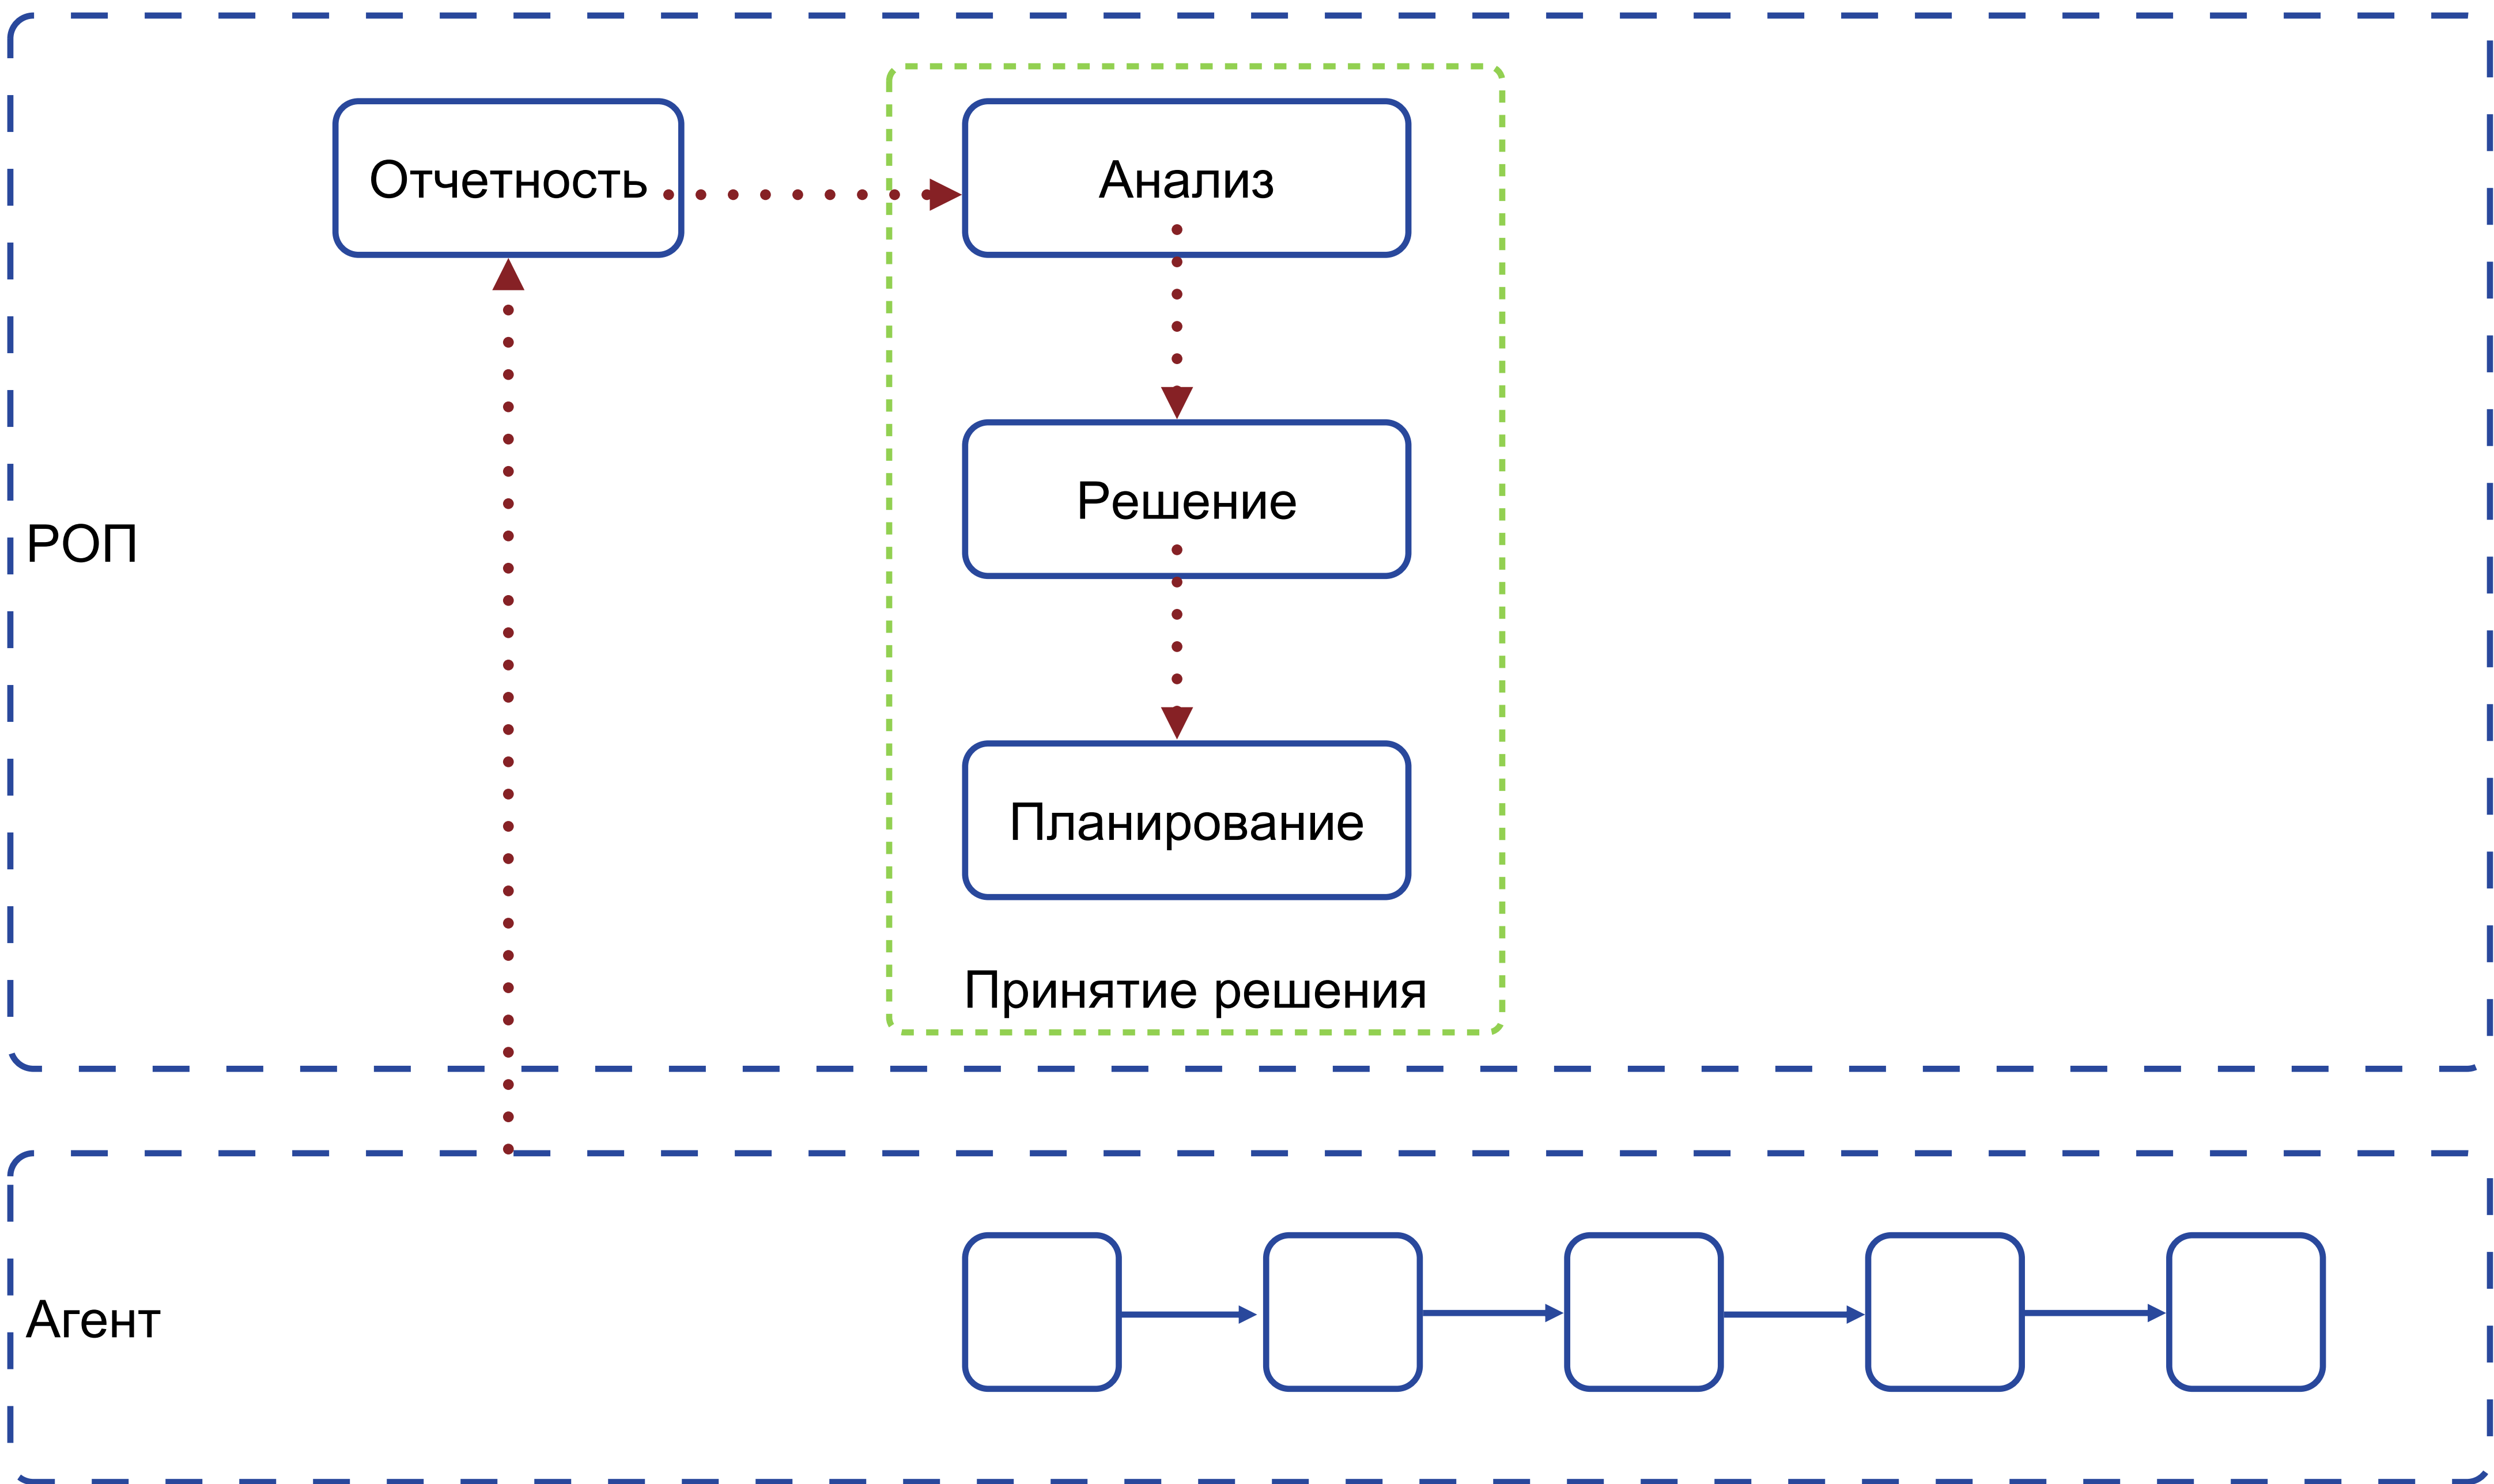 Отчетность
Анализ
Решение
РОП
Планирование
Принятие решения
Агент